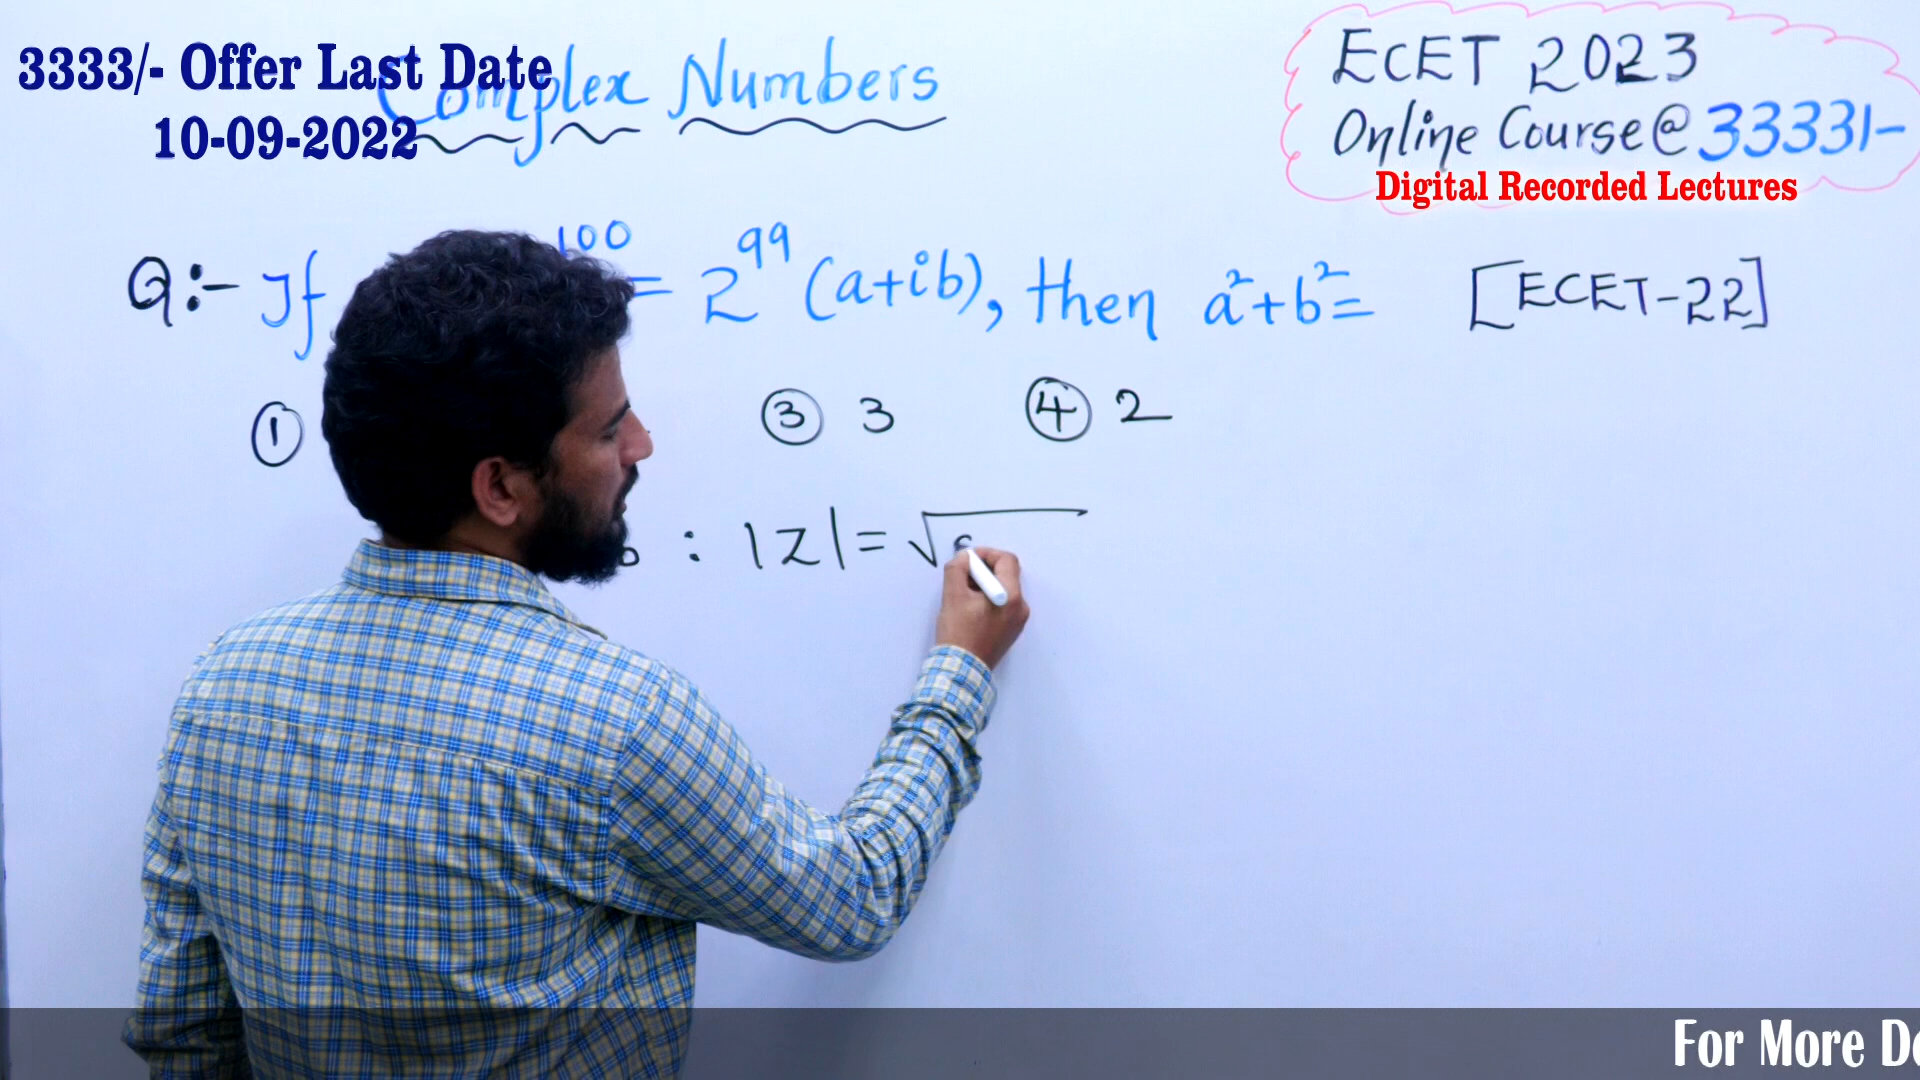 3333/- Offer Last Date
10-09-2022
Complex Numbers
ECET 2023
Online Course @ 3333/-
Digital Recorded Lectures
Q:- If 100 = 2^99 (a+ib), then a²+b²= [ECET-22]
① ③ 3 ④ 2
: |Z| = √
For More